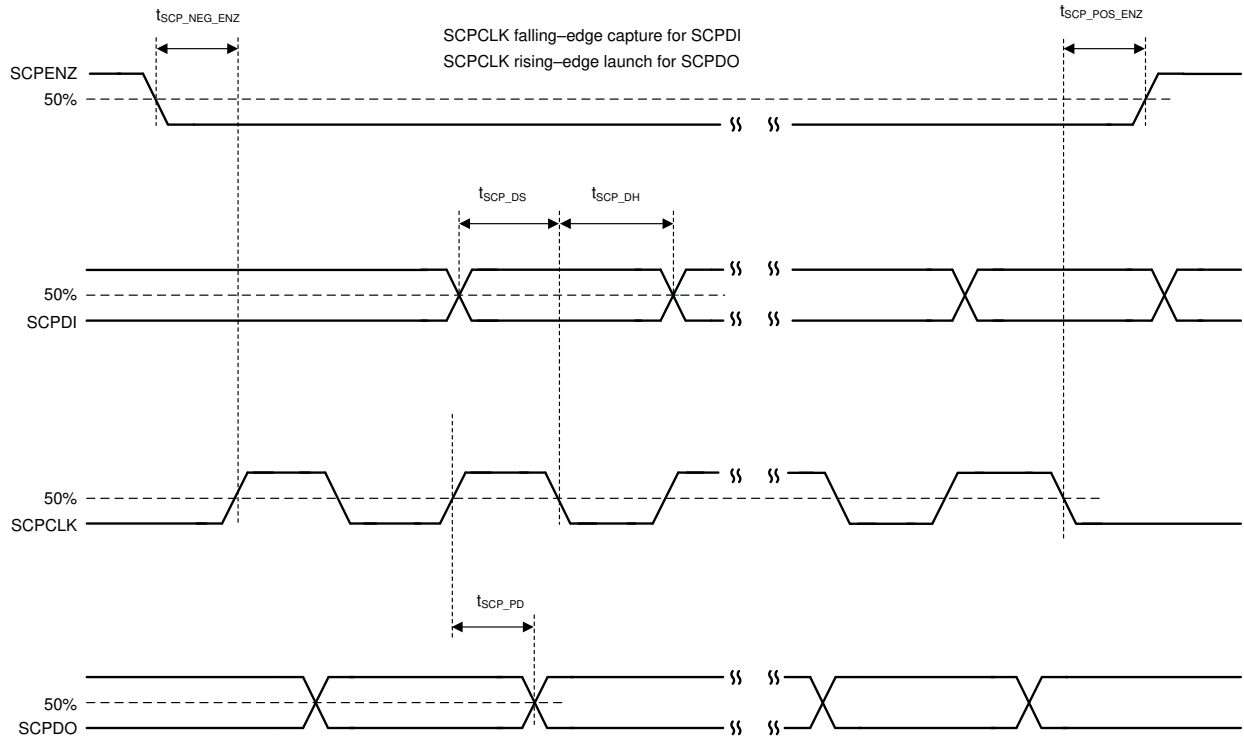 tSCP_NEG_ENZ
SCPCLK falling–edge capture for SCPDI
SCPCLK rising–edge launch for SCPDO
tSCP_POS_ENZ
SCPENZ
50%
tSCP_DS
tSCP_DH
50%
SCPDI
50%
SCPCLK
tSCP_PD
50%
SCPDO